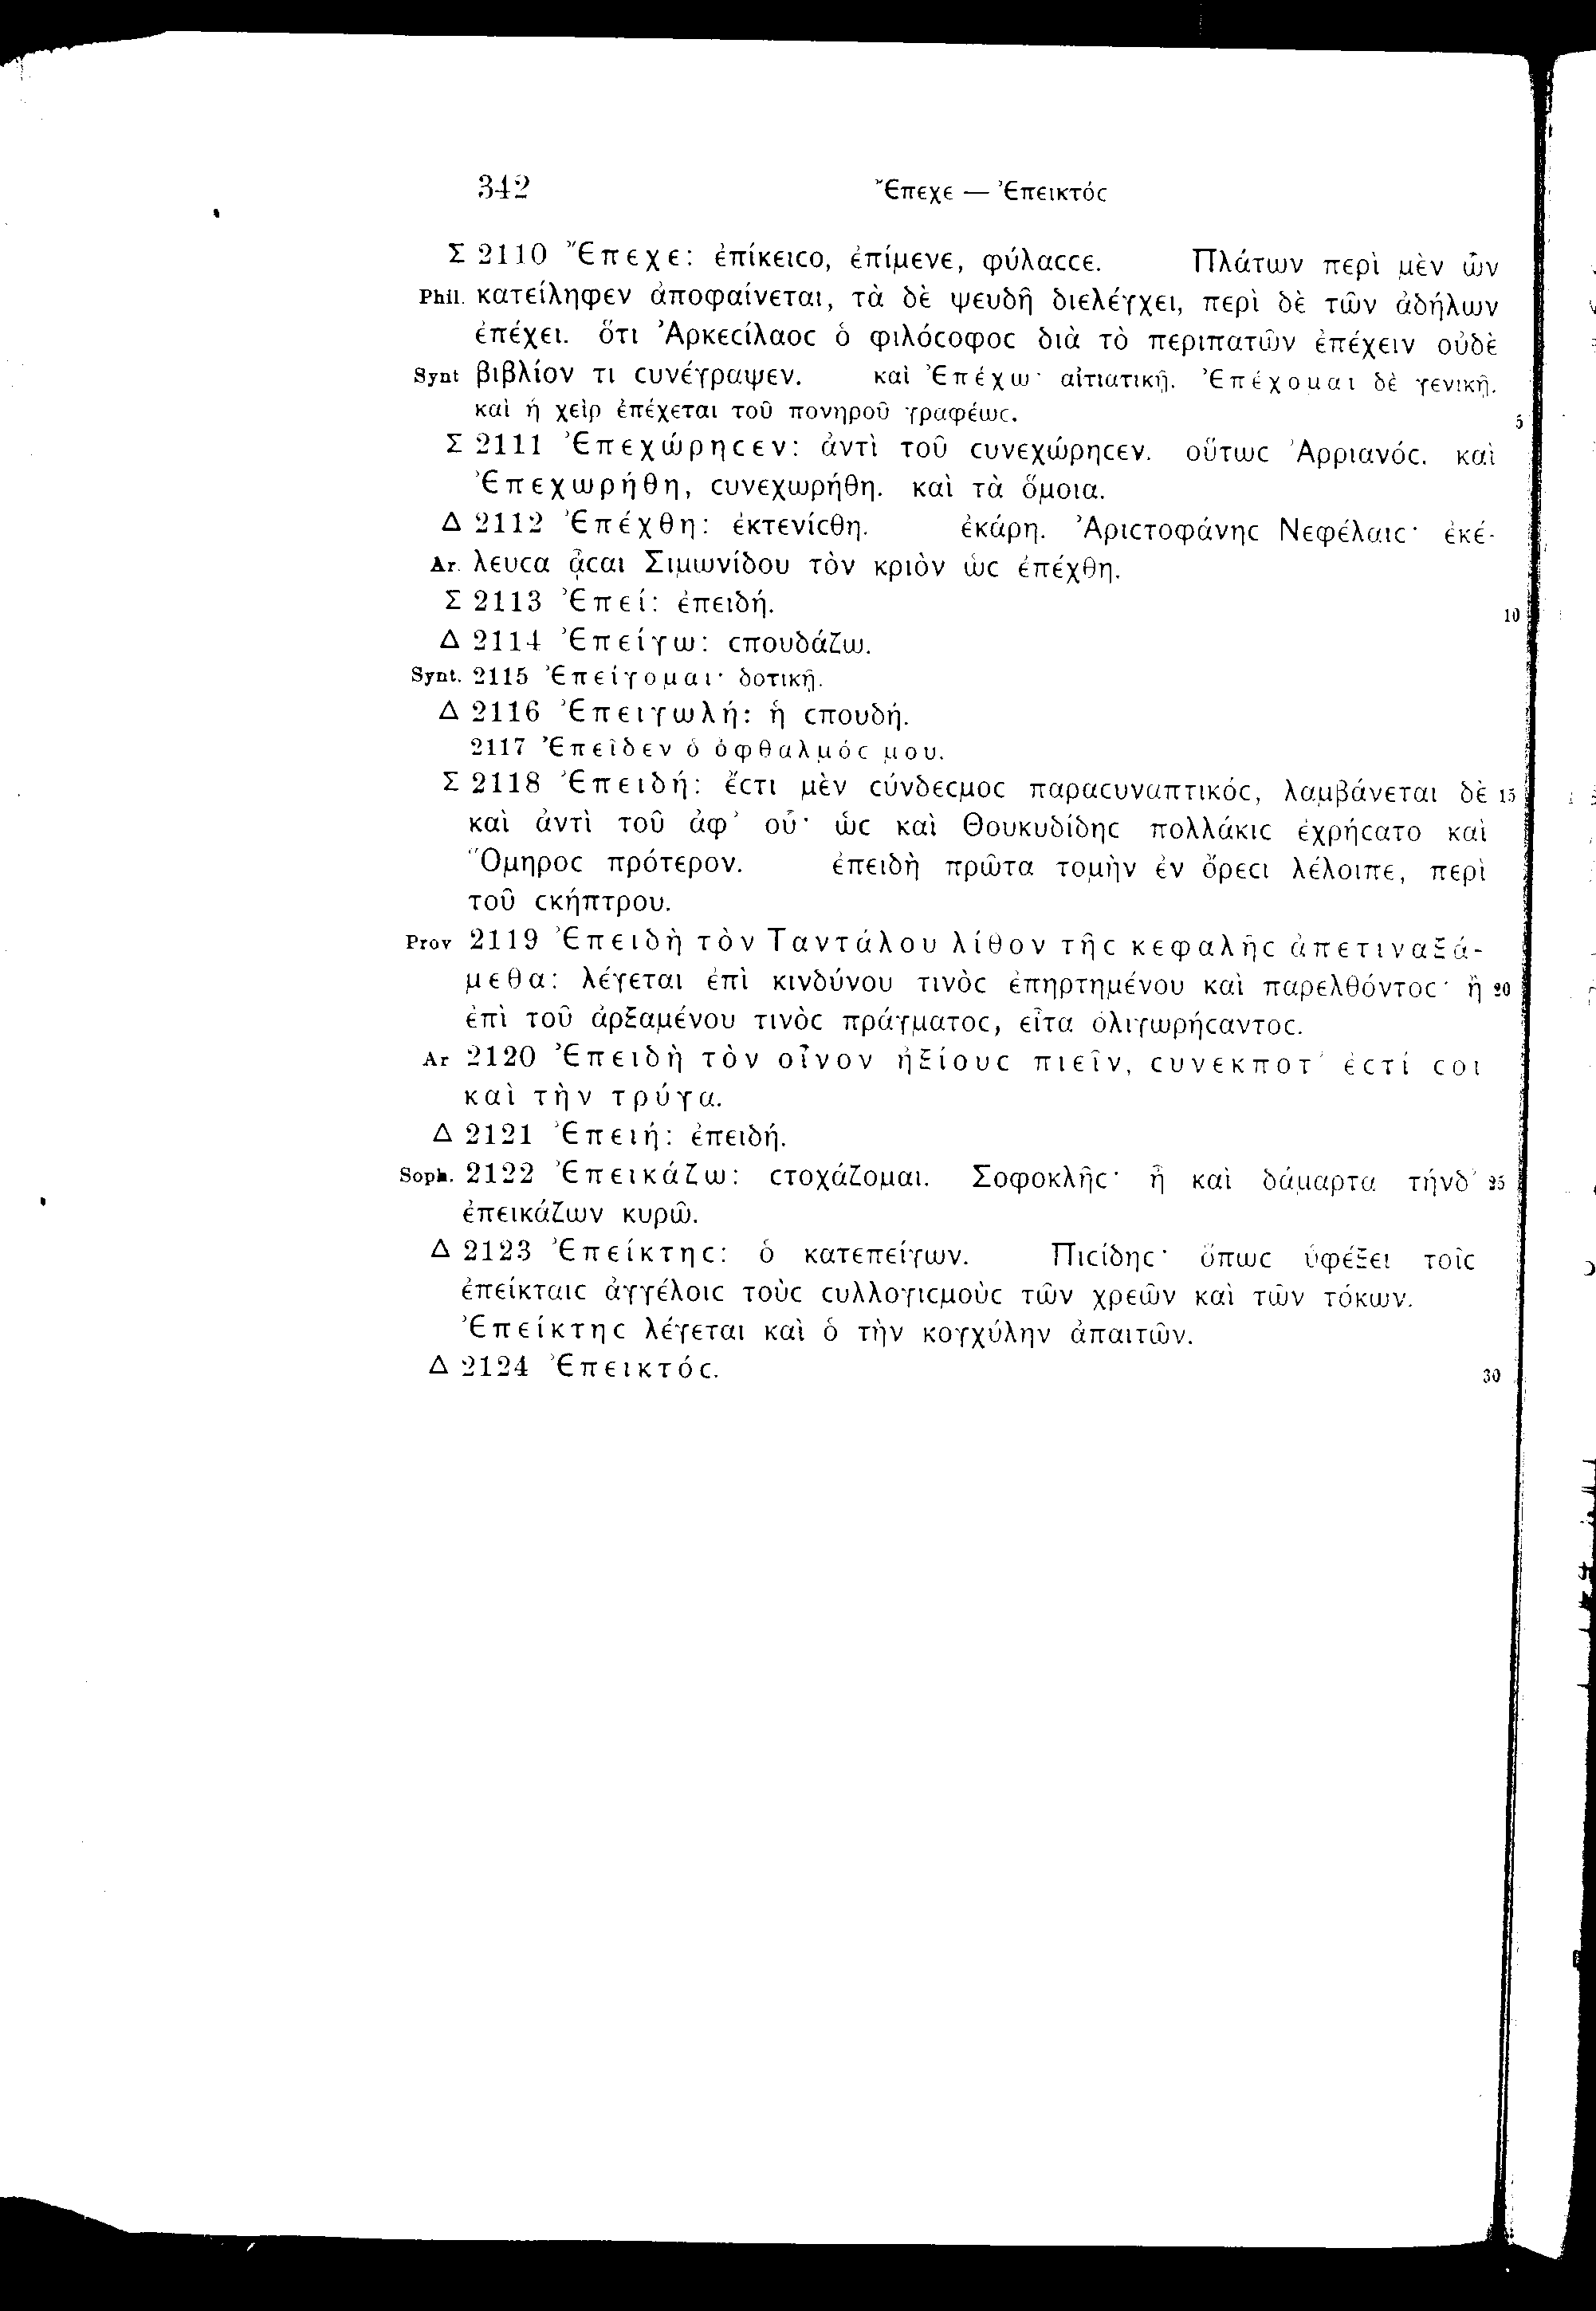 342 Ἔπεχε — Ἐπεικτός
Σ 2110 Ἔπεχε: ἐπίκειϲο, ἐπίμενε, φύλαϲϲε. Πλάτων περὶ μὲν ὧν
Phil. κατείληφεν ἀποφαίνεται, τὰ δὲ ψευδῆ διελέγχει, περὶ δὲ τῶν ἀδήλων
ἐπέχει. ὅτι Ἀρκεϲίλαοϲ ὁ φιλόϲοφοϲ διὰ τὸ περιπατῶν ἐπέχειν οὐδὲ
Synt βιβλίον τι ϲυνέγραψεν. καὶ Ἐπέχω· αἰτιατικῇ. Ἐπέχομαι δὲ γενικῇ.
καὶ ἡ χεὶρ ἐπέχεται τοῦ πονηροῦ γραφέωϲ. 5
Σ 2111 Ἐπεχώρηϲεν: ἀντὶ τοῦ ϲυνεχώρηϲεν. οὕτωϲ Ἀρριανόϲ. καὶ
Ἐπεχωρήθη, ϲυνεχωρήθη. καὶ τὰ ὅμοια.
Δ 2112 Ἐπέχθη: ἐκτενίϲθη. ἐκάρη. Ἀριϲτοφάνηϲ Νεφέλαιϲ· ἐκέ-
Ar. λευϲα ᾆϲαι Σιμωνίδου τὸν κριὸν ὡϲ ἐπέχθη.
Σ 2113 Ἐπεί: ἐπειδή. 10
Δ 2114 Ἐπείγω: ϲπουδάζω.
Synt. 2115 Ἐπείγομαι· δοτικῇ.
Δ 2116 Ἐπειγωλή: ἡ ϲπουδή.
2117 Ἐπεῖδεν ὁ ὀφθαλμόϲ μου.
Σ 2118 Ἐπειδή: ἔϲτι μὲν ϲύνδεϲμοϲ παραϲυναπτικόϲ, λαμβάνεται δὲ 15
καὶ ἀντὶ τοῦ ἀφ’ οὗ· ὡϲ καὶ Θουκυδίδηϲ πολλάκιϲ ἐχρήϲατο καὶ
Ὅμηροϲ πρότερον. ἐπειδὴ πρῶτα τομὴν ἐν ὄρεϲι λέλοιπε, περὶ
τοῦ ϲκήπτρου.
Prov 2119 Ἐπειδὴ τὸν Ταντάλου λίθον τῆϲ κεφαλῆϲ ἀπετιναξά-
μεθα: λέγεται ἐπὶ κινδύνου τινὸϲ ἐπηρτημένου καὶ παρελθόντοϲ· ἢ 20
ἐπὶ τοῦ ἀρξαμένου τινὸϲ πράγματοϲ, εἶτα ὀλιγωρήϲαντοϲ.
Ar 2120 Ἐπειδὴ τὸν οἶνον ἠξίουϲ πιεῖν, ϲυνεκποτ’ ἐϲτί ϲοι
καὶ τὴν τρύγα.
Δ 2121 Ἐπειή: ἐπειδή.
Soph. 2122 Ἐπεικάζω: ϲτοχάζομαι. Σοφοκλῆϲ· ἦ καὶ δάμαρτα τήνδ’ 25
ἐπεικάζων κυρῶ.
Δ 2123 Ἐπείκτηϲ: ὁ κατεπείγων. Πιϲίδηϲ· ὅπωϲ ὑφέξει τοῖϲ
ἐπείκταιϲ ἀγγέλοιϲ τοὺϲ ϲυλλογιϲμοὺϲ τῶν χρεῶν καὶ τῶν τόκων.
Ἐπείκτηϲ λέγεται καὶ ὁ τὴν κογχύλην ἀπαιτῶν.
Δ 2124 Ἐπεικτόϲ. 30